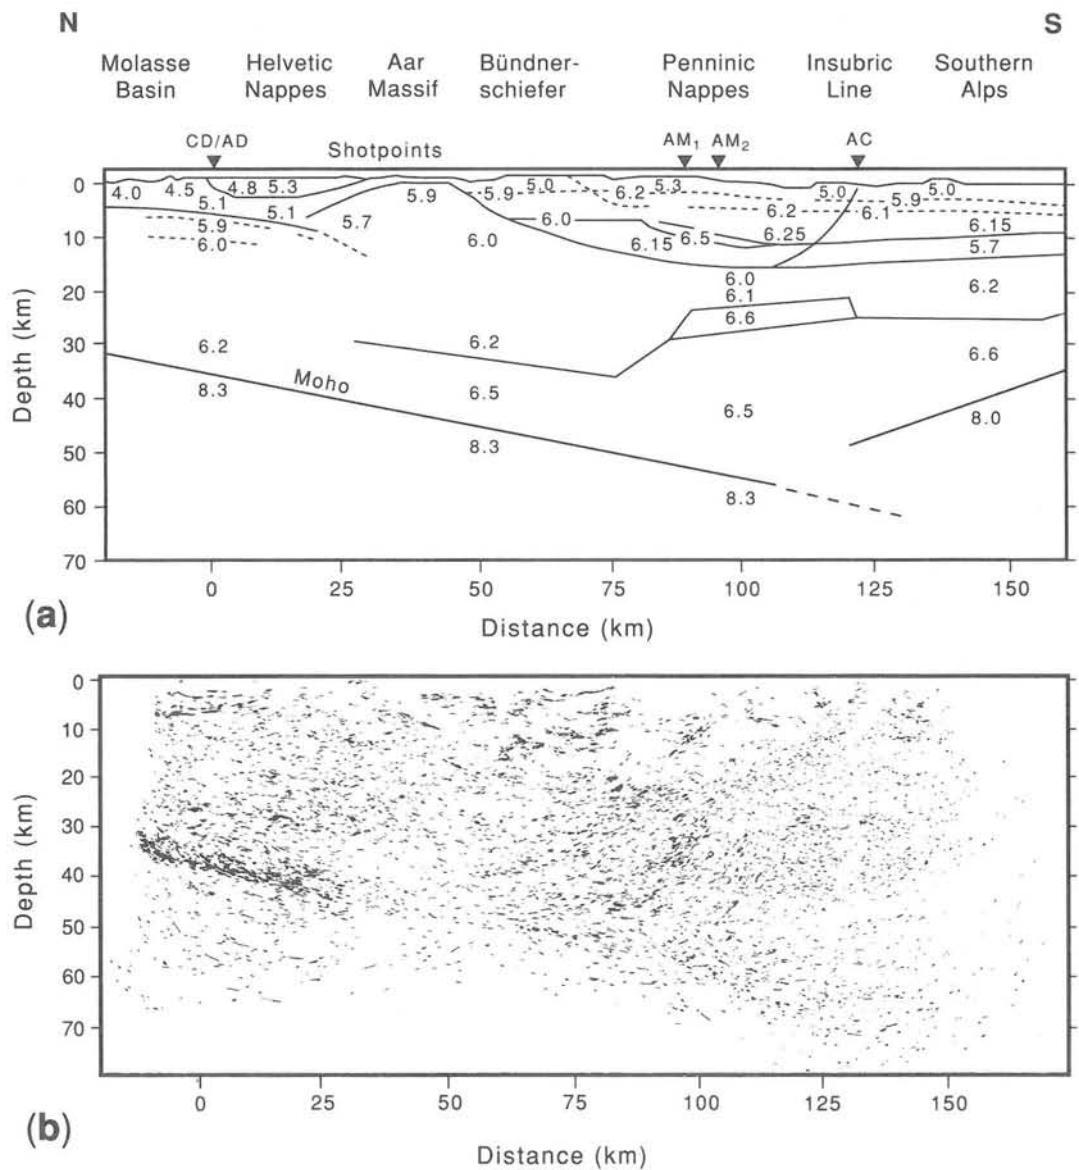 N S
Molasse Basin Helvetic Nappes Aar Massif Bündner- schiefer Penninic Nappes Insubric Line Southern Alps
CD/AD Shotpoints AM1 AM2 AC
0
10
20
30
40
50
60
70
Depth (km)
4.0 4.5 4.8 5.3 5.9 5.9 5.0 6.2 5.3 5.0 5.9 5.0
5.1 5.1 5.7 6.2 6.1
5.9 6.0 6.25 6.15
6.0 6.0 6.15 6.5 5.7
6.0 6.2
6.1
6.6
6.2 6.2 6.6
Moho
8.3 6.5 6.5 8.0
8.3
8.3
0 25 50 75 100 125 150
(a)
Distance (km)
0
10
20
30
40
50
60
70
Depth (km)
0 25 50 75 100 125 150
(b)
Distance (km)